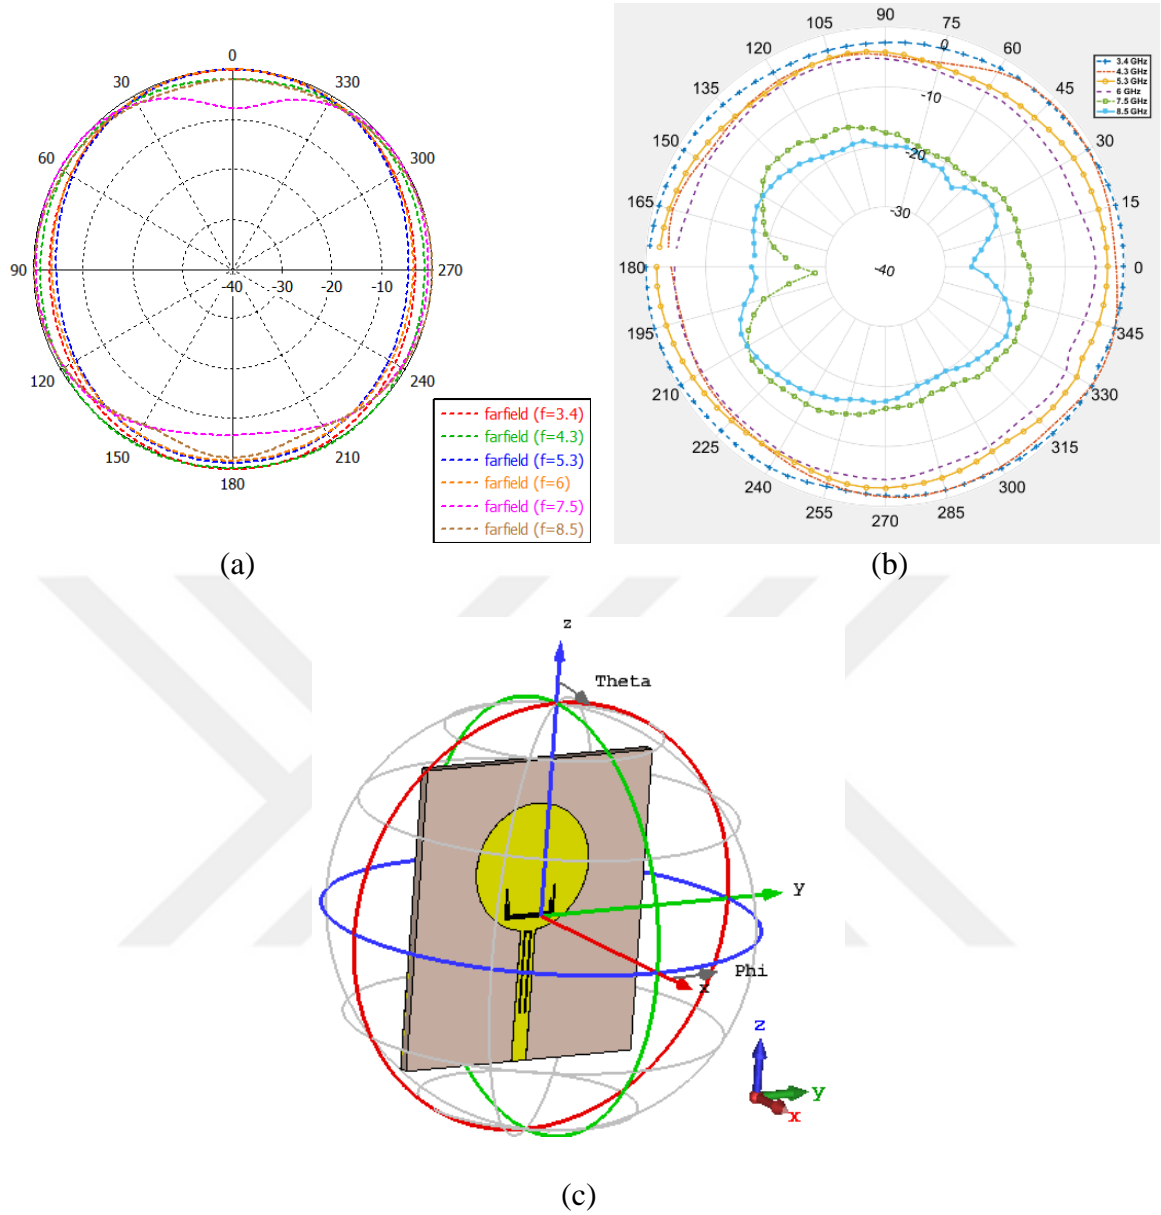 0
30
330
60
300
90
-40
-30
-20
-10
270
120
240
150
210
180
farfield (f=3.4)
farfield (f=4.3)
farfield (f=5.3)
farfield (f=6)
farfield (f=7.5)
farfield (f=8.5)
(a)
90
105
75
120
60
135
45
150
30
165
15
180
0
195
345
210
330
225
315
240
300
255
285
270
0
-10
-20
-30
-40
3.4 GHz
4.3 GHz
5.3 GHz
6 GHz
7.5 GHz
8.5 GHz
(b)
z
Theta
y
Phi
x
z
y
x
(c)